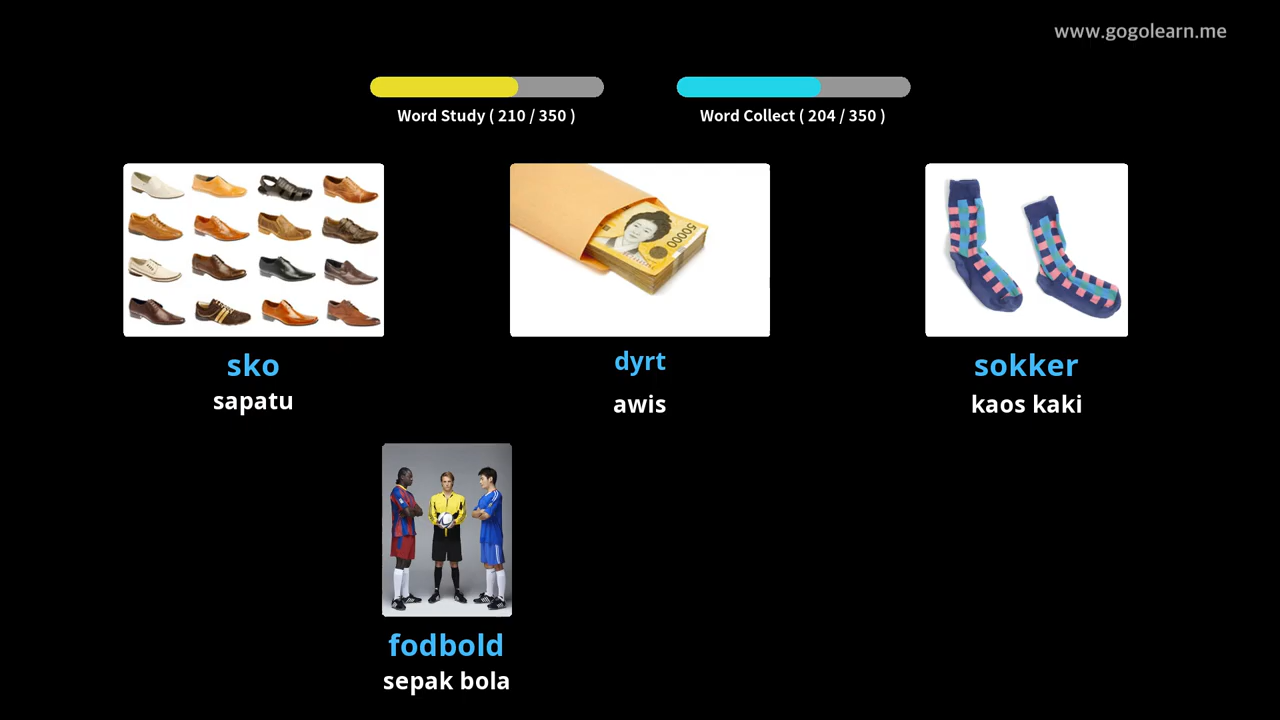 www.gogolearn.me
Word Study ( 210 / 350 )
Word Collect ( 204 / 350 )
sko
sapatu
dyrt
awis
sokker
kaos kaki
50000
fodbold
sepak bola